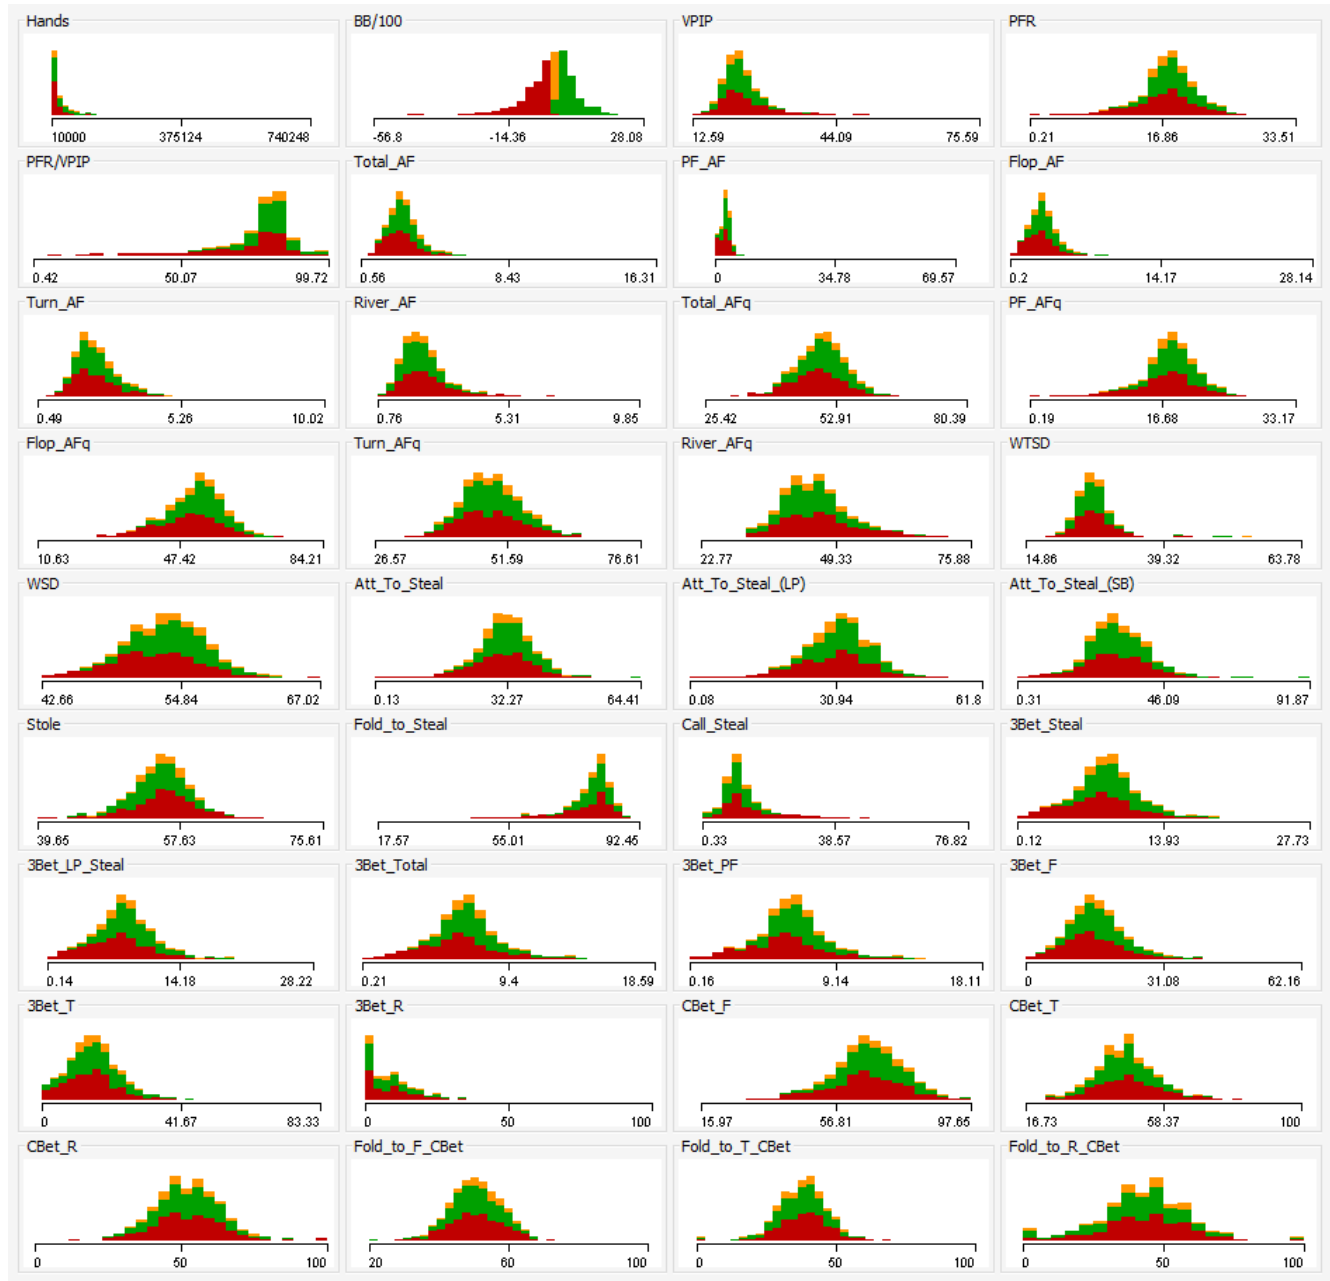 Hands BB/100 VPIP PFR
10000 375124 740248 -56.8 -14.36 28.08 12.59 44.09 75.59 0.21 16.86 33.51
PFR/VPIP Total_AF PF_AF Flop_AF
0.42 50.07 99.72 0.56 8.43 16.31 0 34.78 69.57 0.2 14.17 28.14
Turn_AF River_AF Total_AFq PF_AFq
0.49 5.26 10.02 0.76 5.31 9.85 25.42 52.91 80.39 0.19 16.68 33.17
Flop_AFq Turn_AFq River_AFq WTSD
10.63 47.42 84.21 26.57 51.59 76.61 22.77 49.33 75.88 14.86 39.32 63.78
WSD Att_To_Steal Att_To_Steal_(LP) Att_To_Steal_(SB)
42.66 54.84 67.02 0.13 32.27 64.41 0.08 30.94 61.8 0.31 46.09 91.87
Stole Fold_to_Steal Call_Steal 3Bet_Steal
39.65 57.63 75.61 17.57 55.01 92.45 0.33 38.57 76.82 0.12 13.93 27.73
3Bet_LP_Steal 3Bet_Total 3Bet_PF 3Bet_F
0.14 14.18 28.22 0.21 9.4 18.59 0.16 9.14 18.11 0 31.08 62.16
3Bet_T 3Bet_R CBet_F CBet_T
0 41.67 83.33 0 50 100 15.97 56.81 97.65 16.73 58.37 100
CBet_R Fold_to_F_CBet Fold_to_T_CBet Fold_to_R_CBet
0 50 100 20 60 100 0 50 100 0 50 100